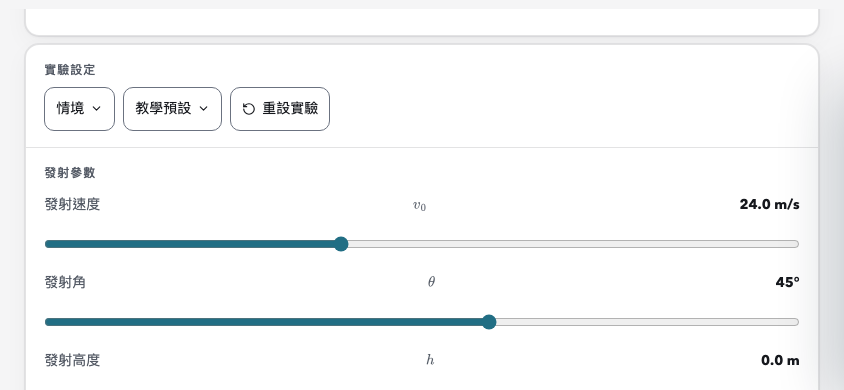 實驗設定
情境 教學預設 重設實驗
發射參數
發射速度 v₀ 24.0 m/s
發射角 θ 45°
發射高度 h 0.0 m